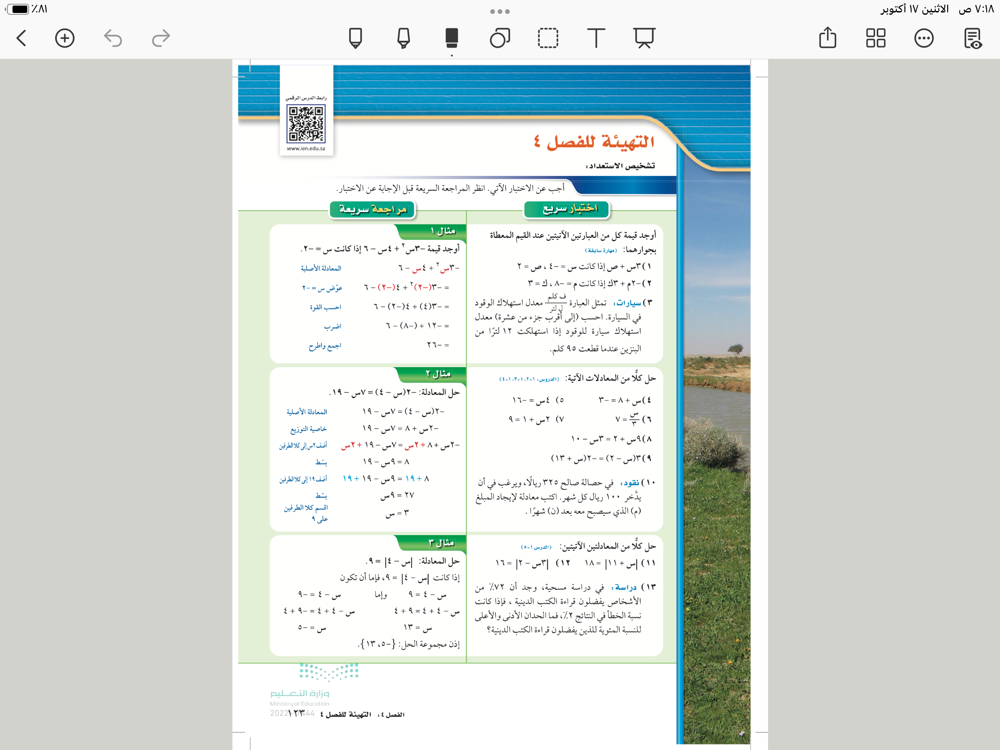 ٧:١٨ ص الاثنين ١٧ أكتوبر
٪٨١
رابط الدرس الرقمي
www.ien.edu.sa
التهيئة للفصل ٤
تشخيص الاستعداد:
أجب عن الاختبار الآتي. انظر المراجعة السريعة قبل الإجابة عن الاختبار.
اختبار سريع
أوجد قيمة كل من العبارتين الآتيتين عند القيم المعطاة
بجوارهما: (مهارة سابقة)
١) ٣س + ص إذا كانت س = –٤ ، ص = ٢
٢) –٢م + ٣ك إذا كانت م = –٨ ، ك = ٣
٣) سيارات: تمثل العبارة ف كلم / ل لتر معدل استهلاك الوقود
في السيارة. احسب (إلى أقرب جزء من عشرة) معدل
استهلاك سيارة للوقود إذا استهلكت ١٢ لترًا من
البنزين عندما قطعت ٩٥ كلم.
حل كلًّا من المعادلات الآتية: (الدروس: ١-٢، ١-٣، ١-٤)
٤) س + ٨ = –٣ ٥) ٤س = –١٦
٦) س/٣ = ٧ ٧) ٢س + ١ = ٩
٨) ٩س + ٢ = ٣س – ١٠
٩) ٣(س – ٢) = –٢(س + ١٣)
١٠) نقود: في حصالة صالح ٣٢٥ ريالًا، ويرغب في أن
يدَّخر ١٠٠ ريال كل شهر. اكتب معادلة لإيجاد المبلغ
(م) الذي سيصبح معه بعد (ن) شهرًا .
حل كلًّا من المعادلتين الآتيتين: (الدرس ١-٥)
١١) |س + ١١| = ١٨ ١٢) |٣س – ٢| = ١٦
١٣) دراسة: في دراسة مسحية، وجد أن ٧٢٪ من
الأشخاص يفضلون قراءة الكتب الدينية ، فإذا كانت
نسبة الخطأ في النتائج ٢٪، فما الحدان الأدنى والأعلى
للنسبة المئوية للذين يفضلون قراءة الكتب الدينية؟
مراجعة سريعة
مثال ١
أوجد قيمة –٣س² + ٤س – ٦ إذا كانت س = –٢.
–٣س² + ٤س – ٦ المعادلة الأصلية
= –٣(–٢)² + ٤(–٢) – ٦ عوّض س = –٢
= –٣(٤) + ٤(–٢) – ٦ احسب القوة
= –١٢ + (–٨) – ٦ اضرب
= –٢٦ اجمع واطرح
مثال ٢
حل المعادلة: –٢(س – ٤) = ٧س – ١٩.
–٢(س – ٤) = ٧س – ١٩ المعادلة الأصلية
–٢س + ٨ = ٧س – ١٩ خاصية التوزيع
–٢س + ٨ + ٢س = ٧س – ١٩ + ٢س أضف ٢س إلى كلا الطرفين
٨ = ٩س – ١٩ بسّط
٨ + ١٩ = ٩س – ١٩ + ١٩ أضف ١٩ إلى كلا الطرفين
٢٧ = ٩س بسّط
٣ = س اقسم كلا الطرفين
على ٩
مثال ٣
حل المعادلة: |س – ٤| = ٩.
إذا كانت |س – ٤| = ٩، فإما أن تكون
س – ٤ = ٩ وإما س – ٤ = –٩
س – ٤ + ٤ = ٩ + ٤ س – ٤ + ٤ = –٩ + ٤
س = ١٣ س = –٥
إذن مجموعة الحل: {–٥، ١٣}.
وزارة التعليم
Ministry of Education
2022 - 1444
الفصل ٤: التهيئة للفصل ٤ ١٢٣